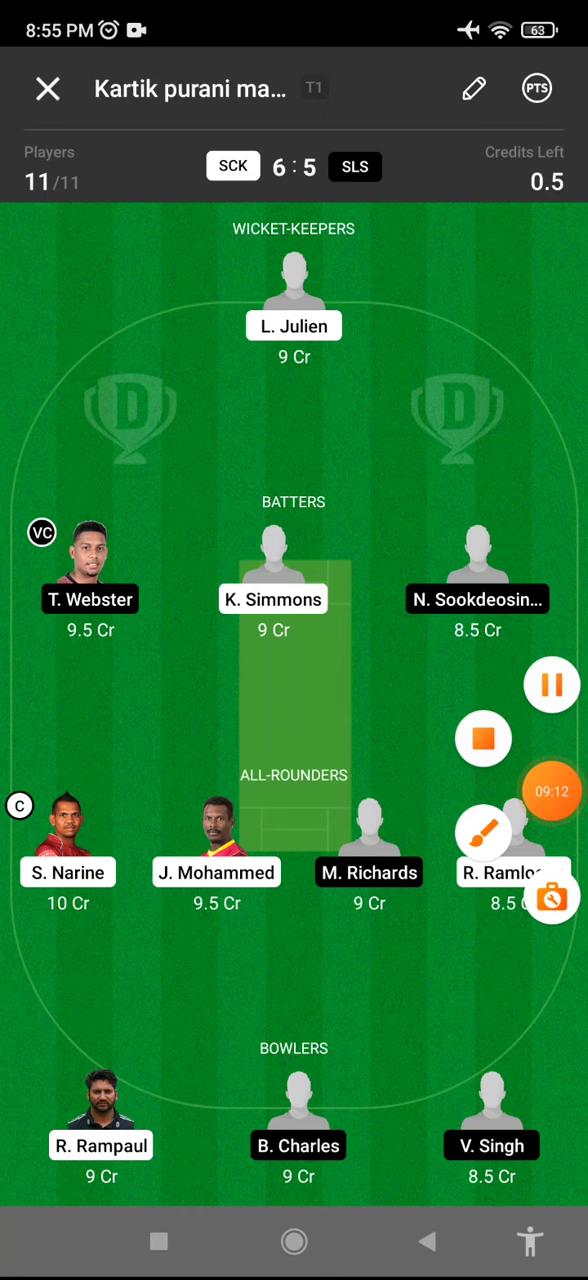 8:55 PM
63
Kartik purani ma...
T1
PTS
Players
11/11
SCK 6 : 5 SLS
Credits Left
0.5
WICKET-KEEPERS
L. Julien
9 Cr
D D
BATTERS
VC
T. Webster K. Simmons N. Sookdeosin...
9.5 Cr 9 Cr 8.5 Cr
ALL-ROUNDERS
09:12
C
S. Narine J. Mohammed M. Richards R.
10 Cr 9.5 Cr 9 Cr 8.5
BOWLERS
R. Rampaul B. Charles V. Singh
9 Cr 9 Cr 8.5 Cr